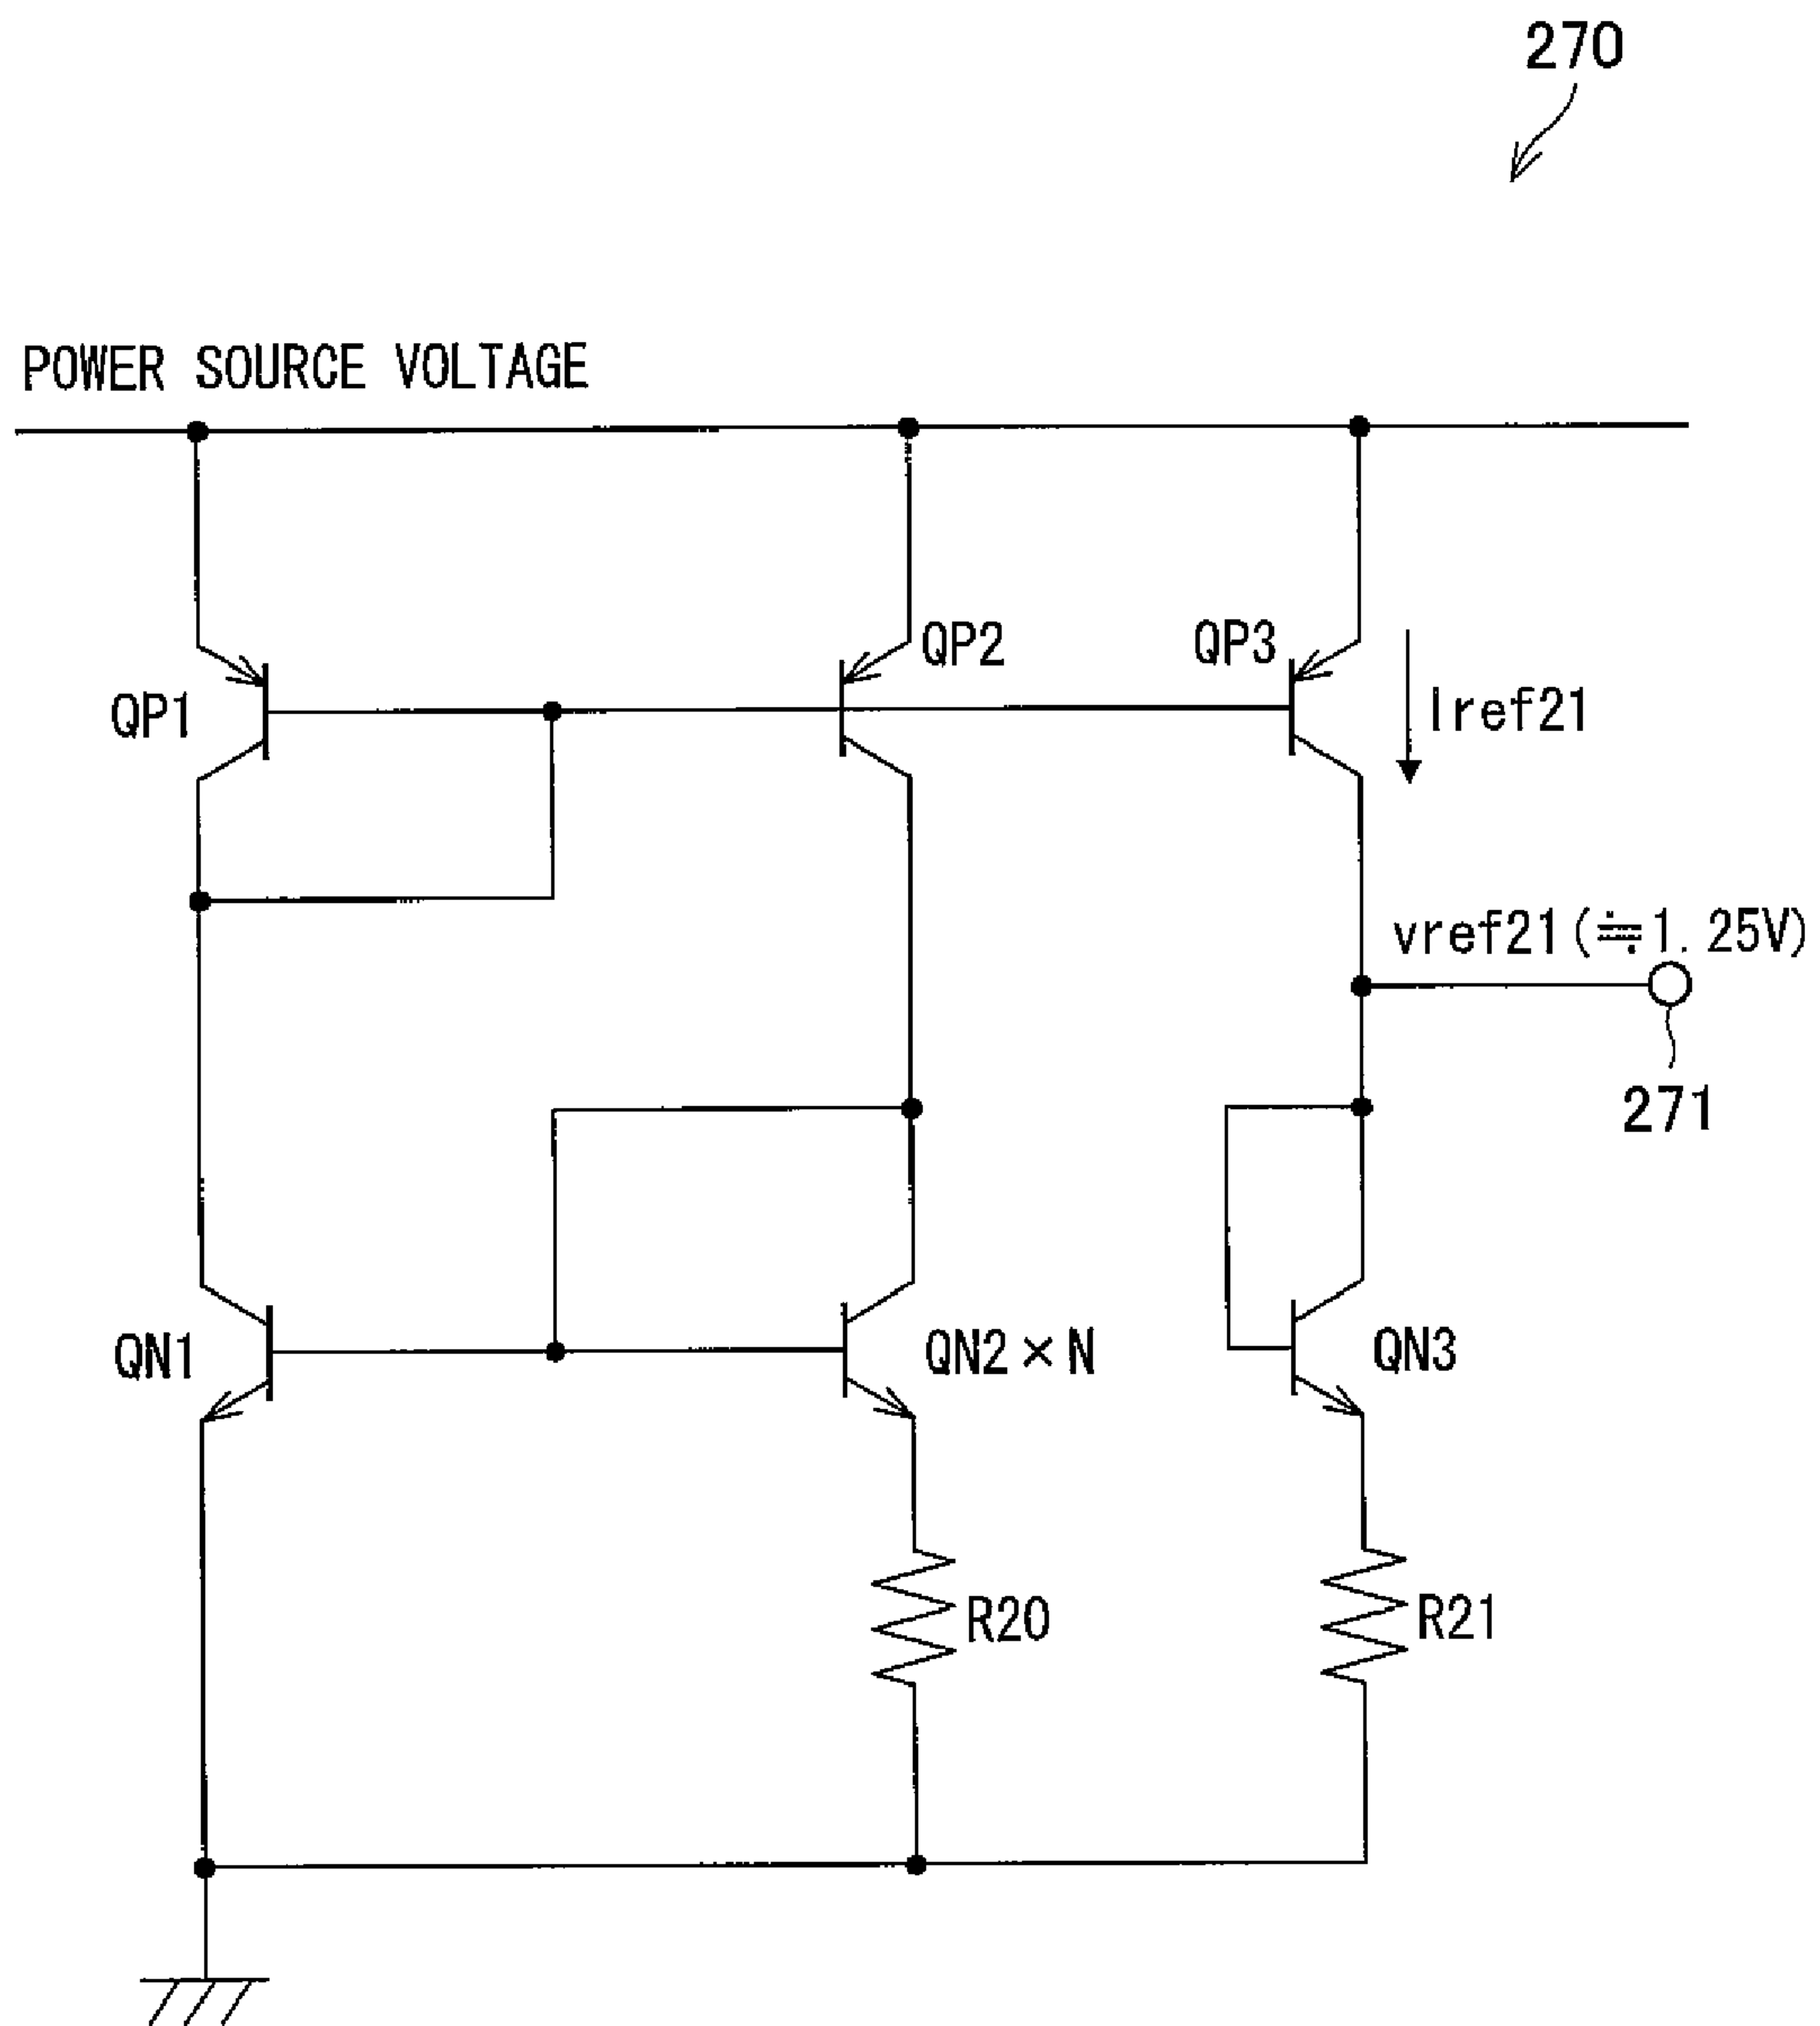 270
POWER SOURCE VOLTAGE
QP1
QP2
QP3
Iref21
vref21(≒1.25V)
271
QN1
QN2×N
QN3
R20
R21